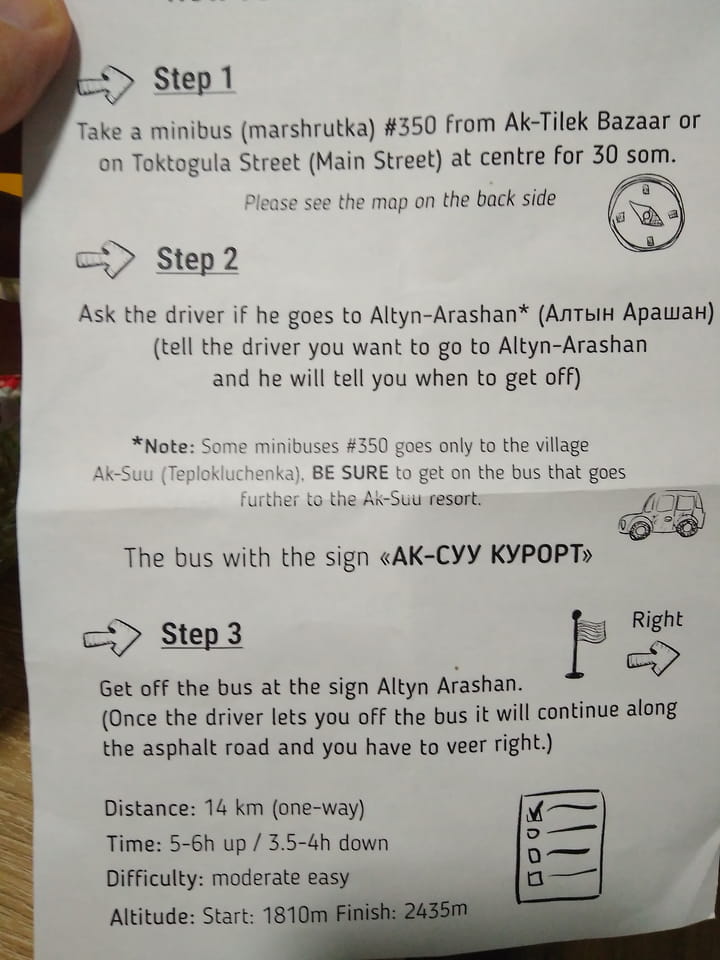 Step 1
Take a minibus (marshrutka) #350 from Ak-Tilek Bazaar or
on Toktogula Street (Main Street) at centre for 30 som.
Please see the map on the back side
Step 2
Ask the driver if he goes to Altyn-Arashan* (Алтын Арашан)
(tell the driver you want to go to Altyn-Arashan
and he will tell you when to get off)
*Note: Some minibuses #350 goes only to the village
Ak-Suu (Teplokluchenka), BE SURE to get on the bus that goes
further to the Ak-Suu resort.
The bus with the sign «АК-СУУ КУРОРТ»
Step 3
Right
Get off the bus at the sign Altyn Arashan.
(Once the driver lets you off the bus it will continue along
the asphalt road and you have to veer right.)
Distance: 14 km (one-way)
Time: 5-6h up / 3.5-4h down
Difficulty: moderate easy
Altitude: Start: 1810m Finish: 2435m